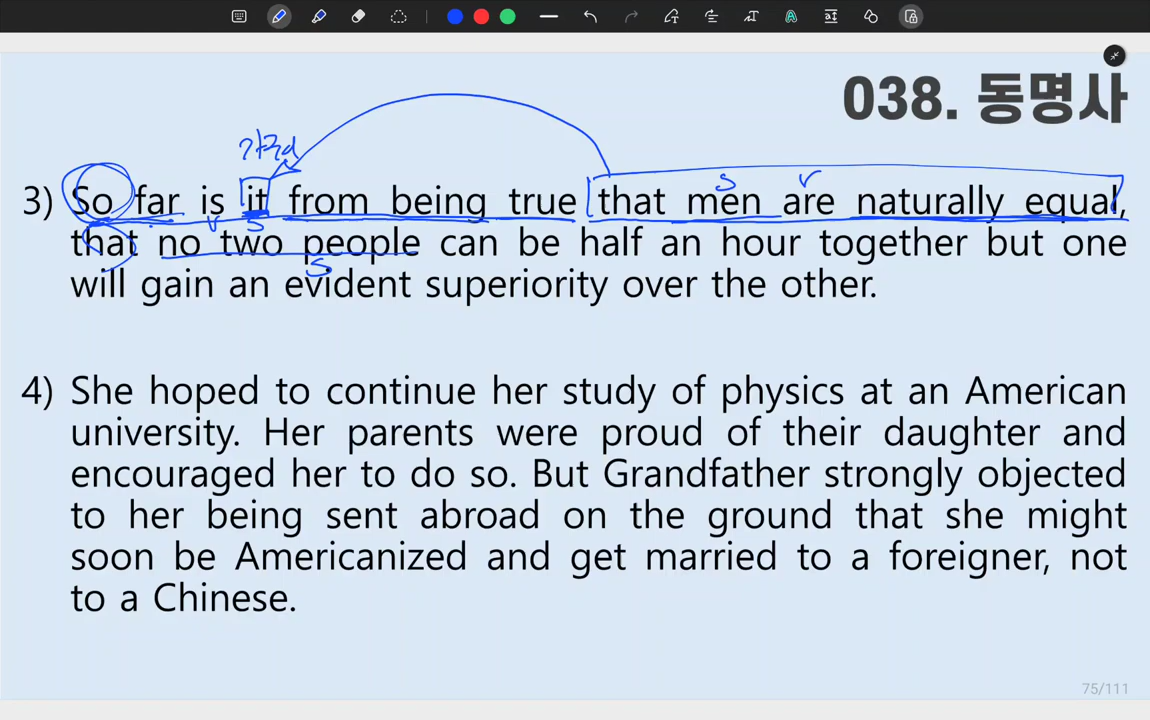 038. 동명사
가주어
S V
3) So far is it from being true that men are naturally equal,
V S
that no two people can be half an hour together but one
S
will gain an evident superiority over the other.
4) She hoped to continue her study of physics at an American
university. Her parents were proud of their daughter and
encouraged her to do so. But Grandfather strongly objected
to her being sent abroad on the ground that she might
soon be Americanized and get married to a foreigner, not
to a Chinese.
75/111